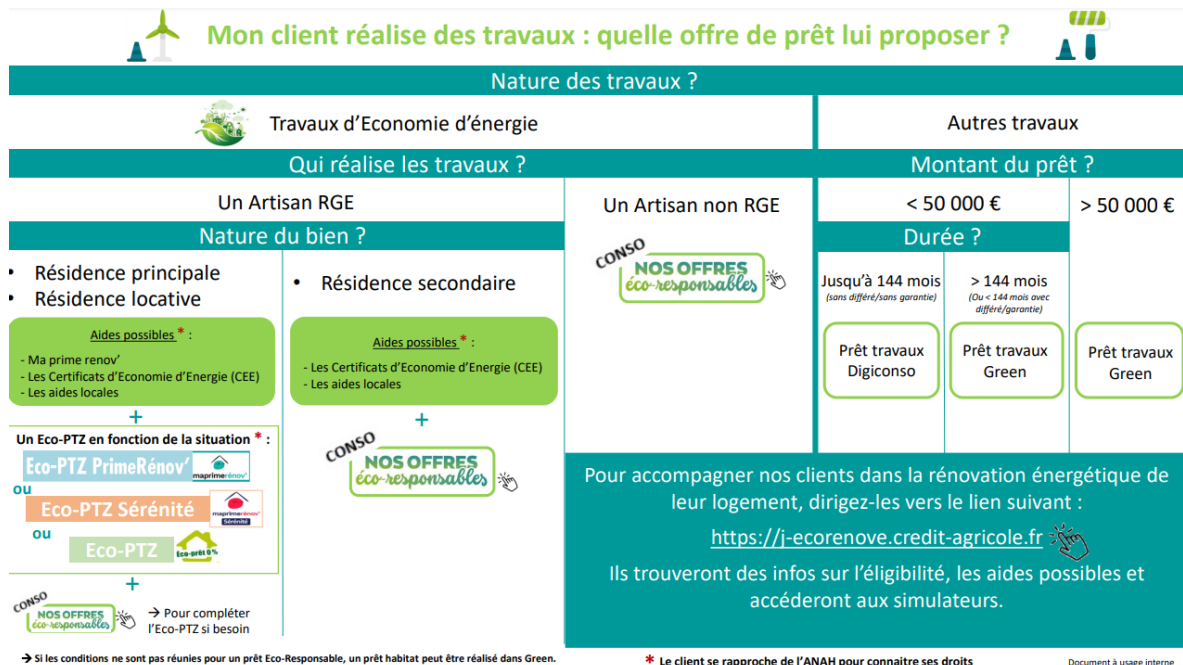 Mon client réalise des travaux : quelle offre de prêt lui proposer ?
Nature des travaux ?
Travaux d'Economie d'énergie
Autres travaux
Qui réalise les travaux ?
Montant du prêt ?
Un Artisan RGE
Un Artisan non RGE
< 50 000 €
> 50 000 €
Nature du bien ?
Durée ?
• Résidence principale
• Résidence locative
• Résidence secondaire
CONSO
NOS OFFRES
éco-responsables
Jusqu'à 144 mois
(sans différé/sans garantie)
> 144 mois
(Ou < 144 mois avec
différé/garantie)
Aides possibles * :
- Ma prime renov'
- Les Certificats d'Economie d'Energie (CEE)
- Les aides locales
Aides possibles * :
- Les Certificats d'Economie d'Energie (CEE)
- Les aides locales
Prêt travaux
Digiconso
Prêt travaux
Green
Prêt travaux
Green
+
Un Eco-PTZ en fonction de la situation * :
Eco-PTZ PrimeRénov'
maprimerénov'
ou
Eco-PTZ Sérénité
maprimerénov'
Sérénité
ou
Eco-PTZ
Eco-prêt 0%
+
CONSO
NOS OFFRES
éco-responsables
→ Pour compléter
l'Eco-PTZ si besoin
+
CONSO
NOS OFFRES
éco-responsables
Pour accompagner nos clients dans la rénovation énergétique de
leur logement, dirigez-les vers le lien suivant :
https://j-ecorenove.credit-agricole.fr
Ils trouveront des infos sur l'éligibilité, les aides possibles et
accéderont aux simulateurs.
→ Si les conditions ne sont pas réunies pour un prêt Eco-Responsable, un prêt habitat peut être réalisé dans Green.
* Le client se rapproche de l'ANAH pour connaitre ses droits
Document à usage interne